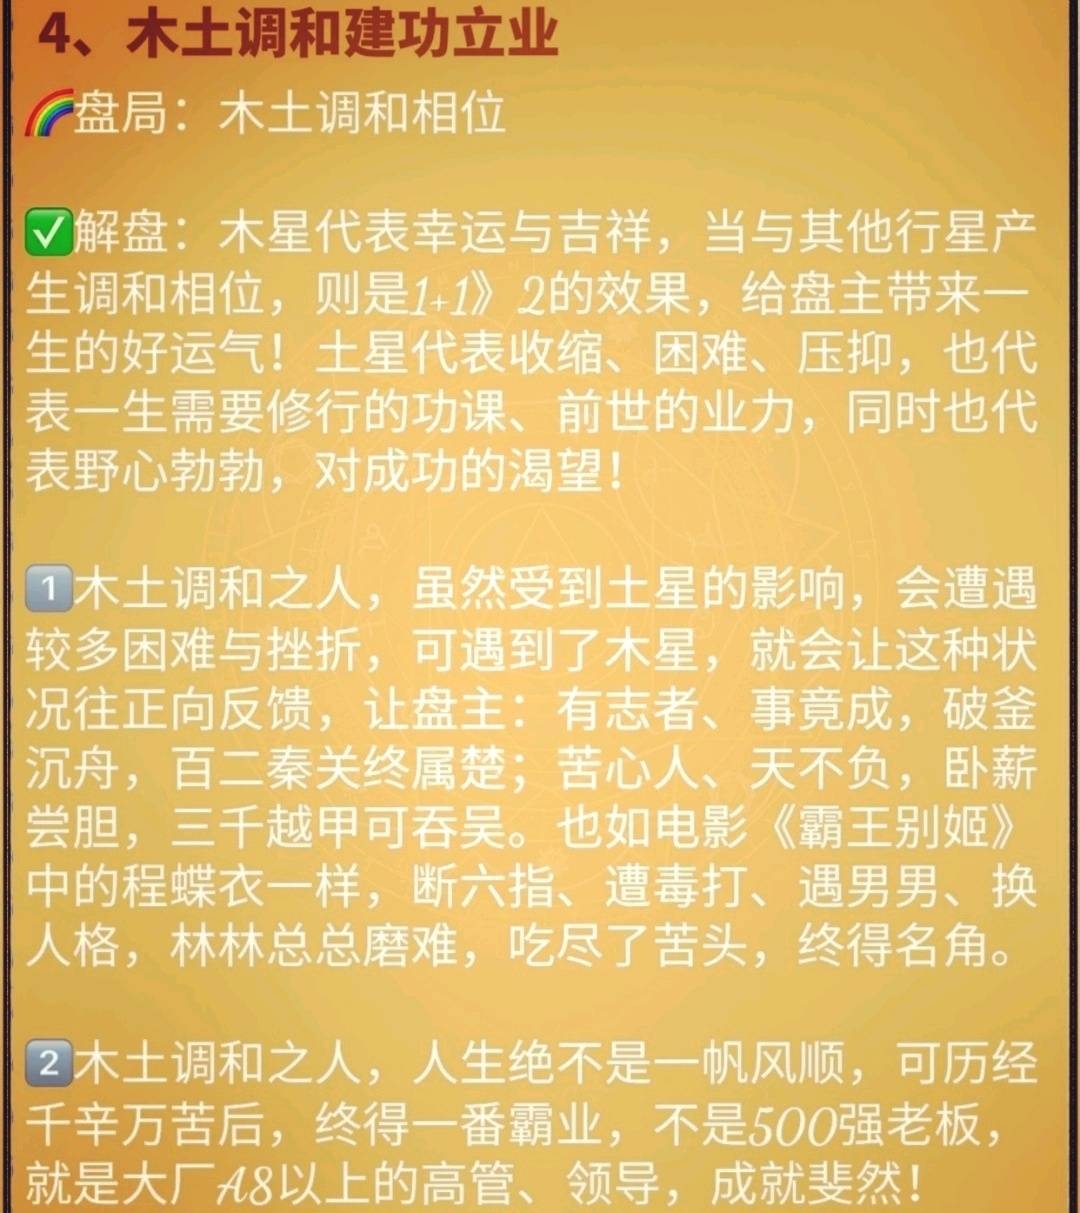 4、木土调和建功立业
🌈盘局：木土调和相位
✅解盘：木星代表幸运与吉祥，当与其他行星产
生调和相位，则是1+1》2的效果，给盘主带来一
生的好运气！土星代表收缩、困难、压抑，也代
表一生需要修行的功课、前世的业力，同时也代
表野心勃勃，对成功的渴望！
1️⃣木土调和之人，虽然受到土星的影响，会遭遇
较多困难与挫折，可遇到了木星，就会让这种状
况往正向反馈，让盘主：有志者、事竟成，破釜
沉舟，百二秦关终属楚；苦心人、天不负，卧薪
尝胆，三千越甲可吞吴。也如电影《霸王别姬》
中的程蝶衣一样，断六指、遭毒打、遇男男、换
人格，林林总总磨难，吃尽了苦头，终得名角。
2️⃣木土调和之人，人生绝不是一帆风顺，可历经
千辛万苦后，终得一番霸业，不是500强老板，
就是大厂A8以上的高管、领导，成就斐然！